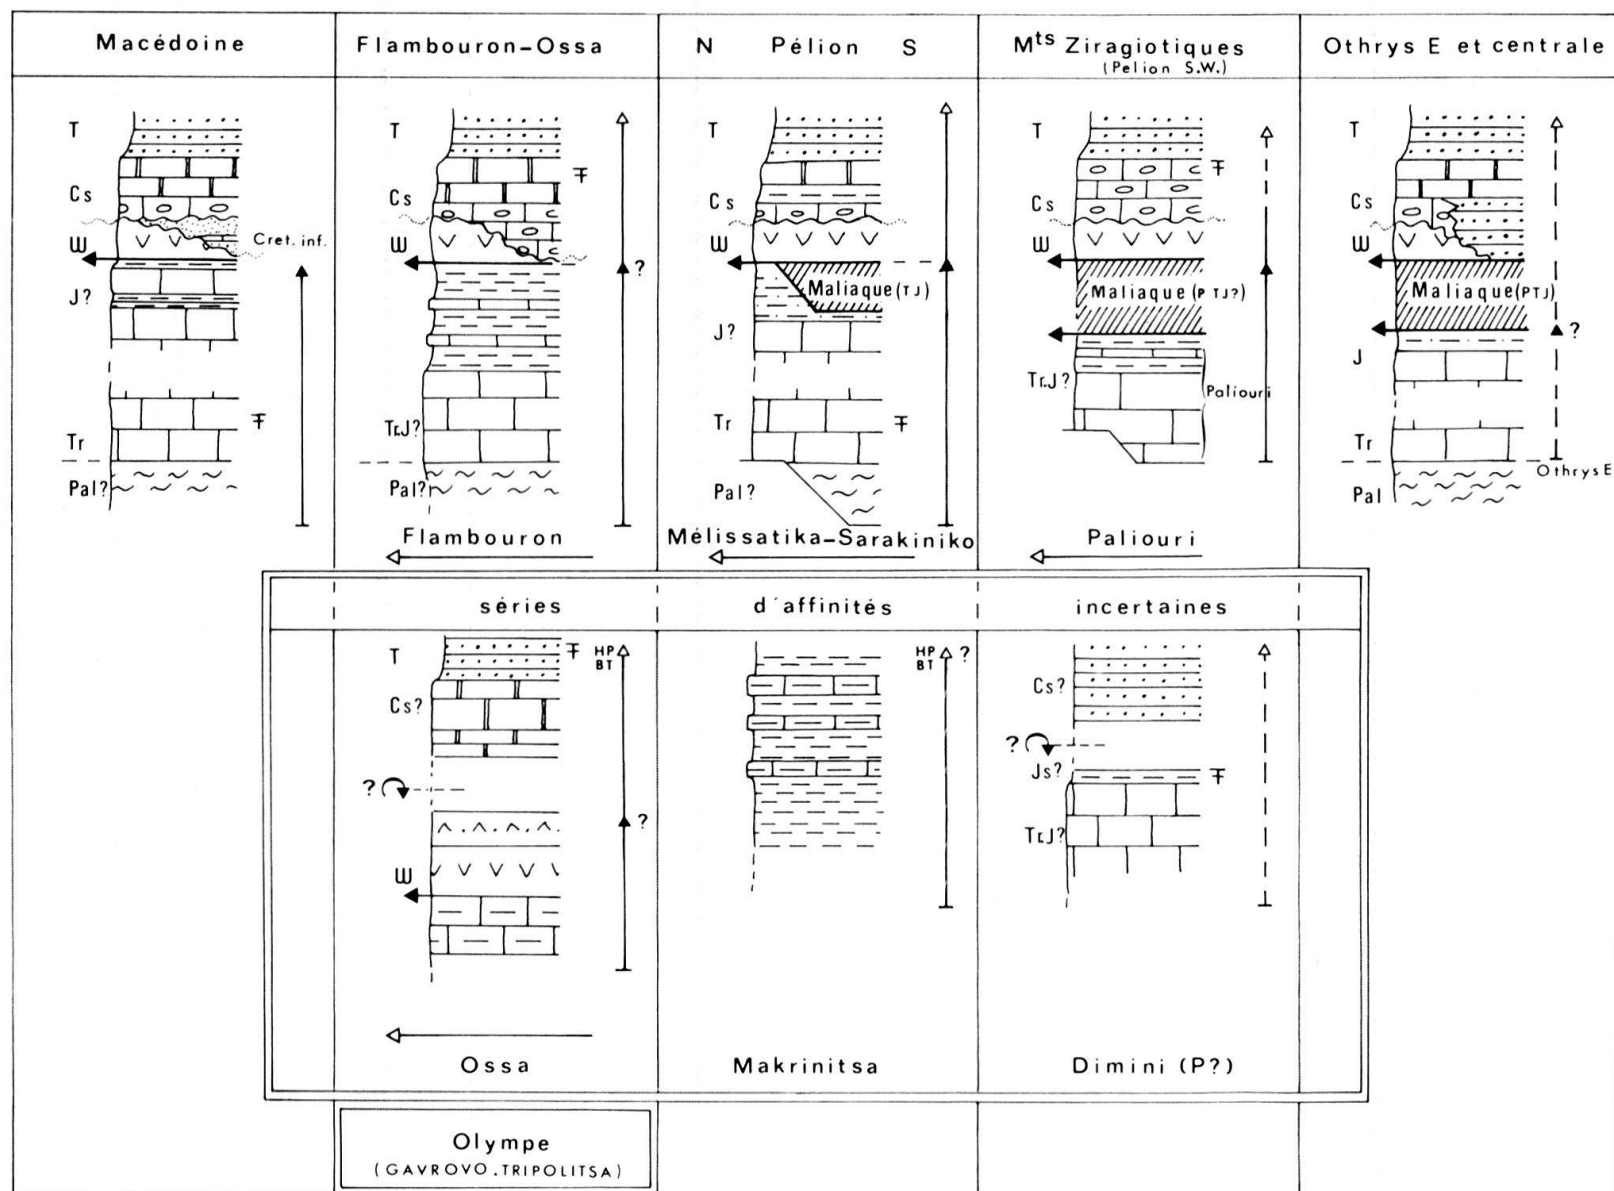 Macédoine
Flambouron-Ossa
N Pélion S
Mts Ziragiotiques
(Pelion S.W.)
Othrys E et centrale
T
Cs
Cret. inf.
J?
Tr
Pal?
T
Cs
?
Tr.J?
Pal?
Flambouron
T
Cs
Maliaque (TJ)
J?
Tr
Pal?
Mélissatika-Sarakiniko
T
Cs
Maliaque (P TJ?)
Tr.J?
Paliouri
Paliouri
T
Cs
Maliaque (PTJ)
?
J
Tr
Othrys E
Pal
séries d'affinités incertaines
T
HP
BT
Cs?
?
?
Ossa
HP
BT
?
Makrinitsa
Cs?
?
Js?
Tr.J?
Dimini (P?)
Olympe
(GAVROVO.TRIPOLITSA)